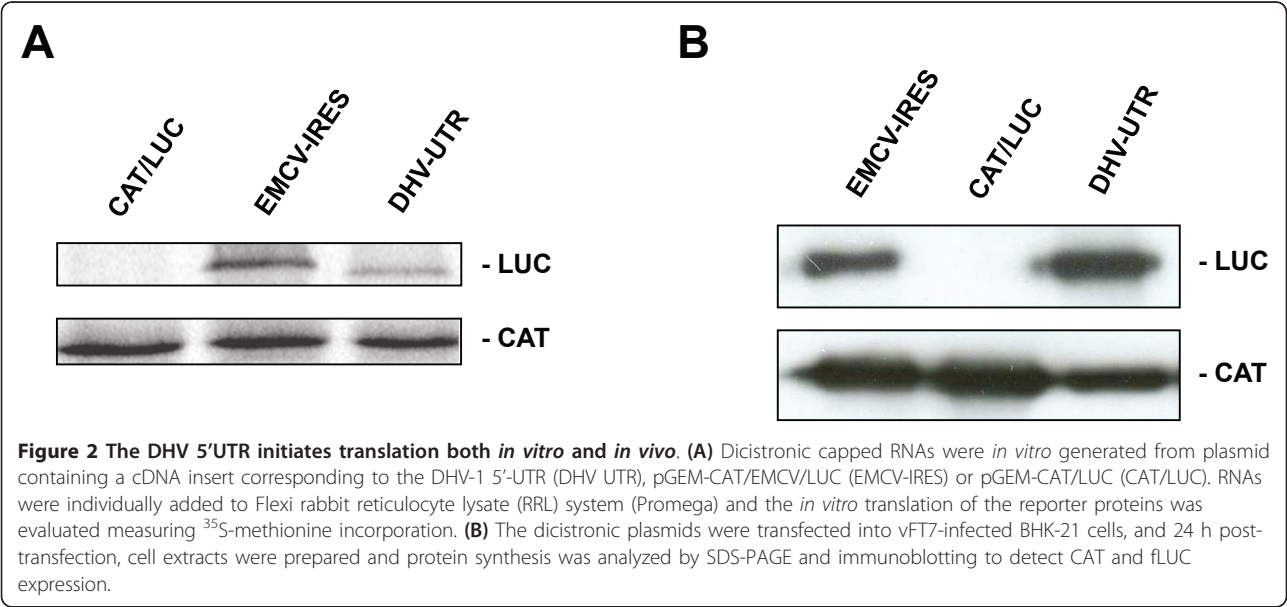 A
B
CAT/LUC
EMCV-IRES
DHV-UTR
- LUC
- CAT
EMCV-IRES
CAT/LUC
DHV-UTR
- LUC
- CAT
Figure 2 The DHV 5′UTR initiates translation both in vitro and in vivo. (A) Dicistronic capped RNAs were in vitro generated from plasmid
containing a cDNA insert corresponding to the DHV-1 5′-UTR (DHV UTR), pGEM-CAT/EMCV/LUC (EMCV-IRES) or pGEM-CAT/LUC (CAT/LUC). RNAs
were individually added to Flexi rabbit reticulocyte lysate (RRL) system (Promega) and the in vitro translation of the reporter proteins was
evaluated measuring ³⁵S-methionine incorporation. (B) The dicistronic plasmids were transfected into vFT7-infected BHK-21 cells, and 24 h post-
transfection, cell extracts were prepared and protein synthesis was analyzed by SDS-PAGE and immunoblotting to detect CAT and fLUC
expression.